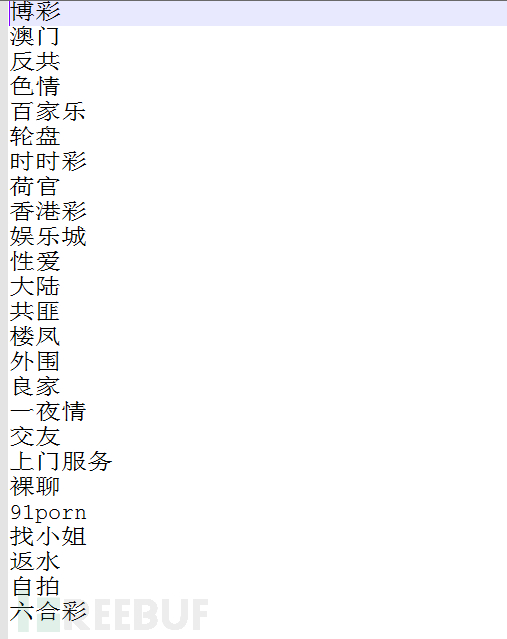 博彩
澳门
反共
色情
百家乐
轮盘
时时彩
荷官
香港彩
娱乐城
性爱
大陆
共匪
楼凤
外围
良家
一夜情
交友
上门服务
裸聊
91porn
找小姐
返水
自拍
六合彩
REEBUF